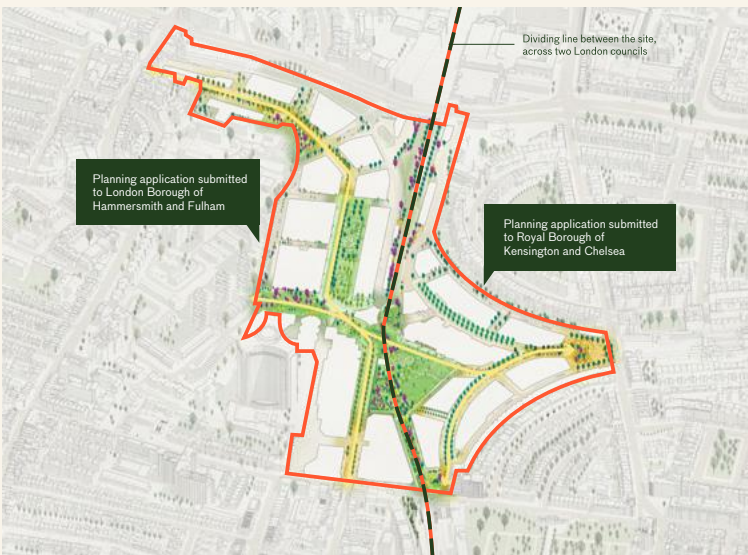 Dividing line between the site,
across two London councils
Planning application submitted
to London Borough of
Hammersmith and Fulham
Planning application submitted
to Royal Borough of
Kensington and Chelsea